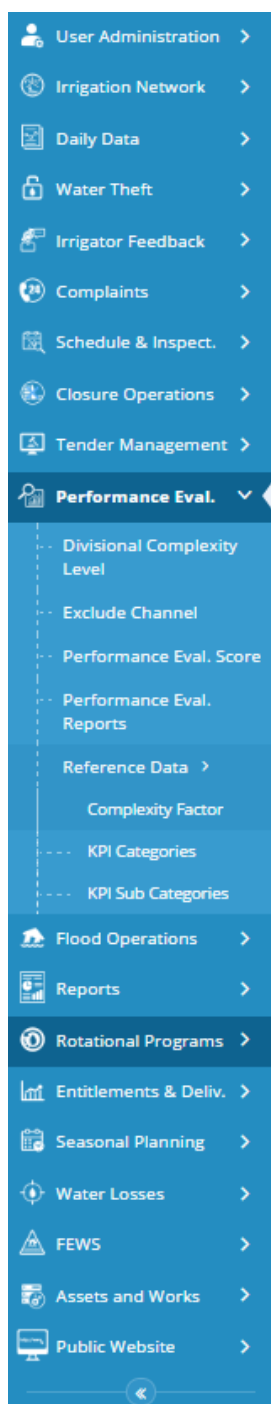 User Administration
Irrigation Network
Daily Data
Water Theft
Irrigator Feedback
24
Complaints
Schedule & Inspect.
Closure Operations
Tender Management
Performance Eval.
Divisional Complexity
Level
Exclude Channel
Performance Eval. Score
Performance Eval.
Reports
Reference Data
Complexity Factor
KPI Categories
KPI Sub Categories
Flood Operations
Reports
Rotational Programs
Entitlements & Deliv.
Seasonal Planning
Water Losses
FEWS
Assets and Works
Public Website